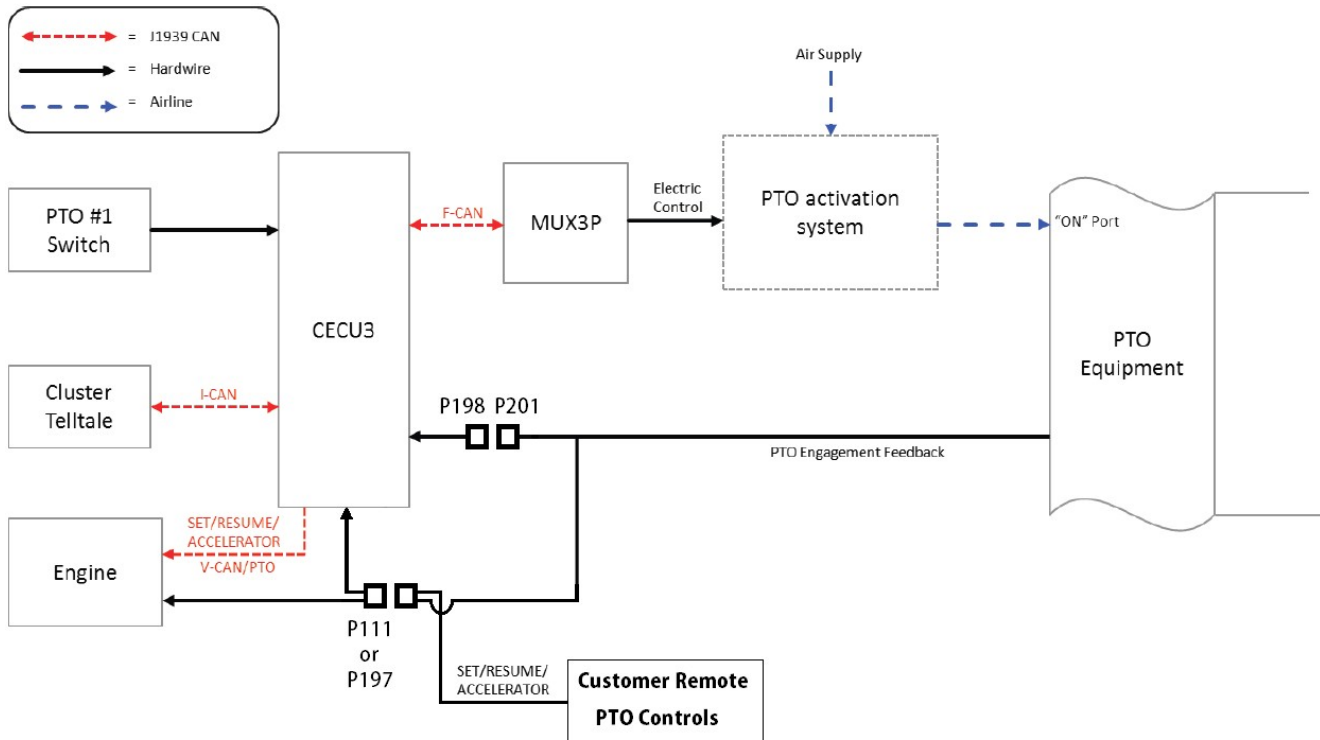 = J1939 CAN
= Hardwire
= Airline
Air Supply
PTO #1
Switch
F-CAN
MUX3P
Electric
Control
PTO activation
system
"ON" Port
CECU3
PTO
Equipment
Cluster
Telltale
I-CAN
P198 P201
PTO Engagement Feedback
Engine
SET/RESUME/
ACCELERATOR
V-CAN/PTO
P111
or
P197
SET/RESUME/
ACCELERATOR
Customer Remote
PTO Controls